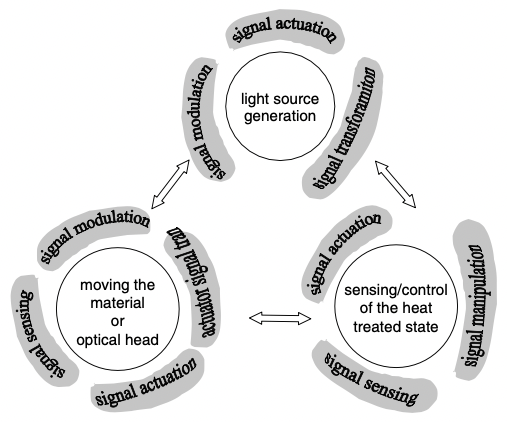 signal actuation
signal modulation
light source
generation
signal transforamiton
signal modulation
signal actuation
actuator signal tran
signal manipulation
moving the
material
or
optical head
sensing/control
of the heat
treated state
signal sensing
signal actuation
signal sensing